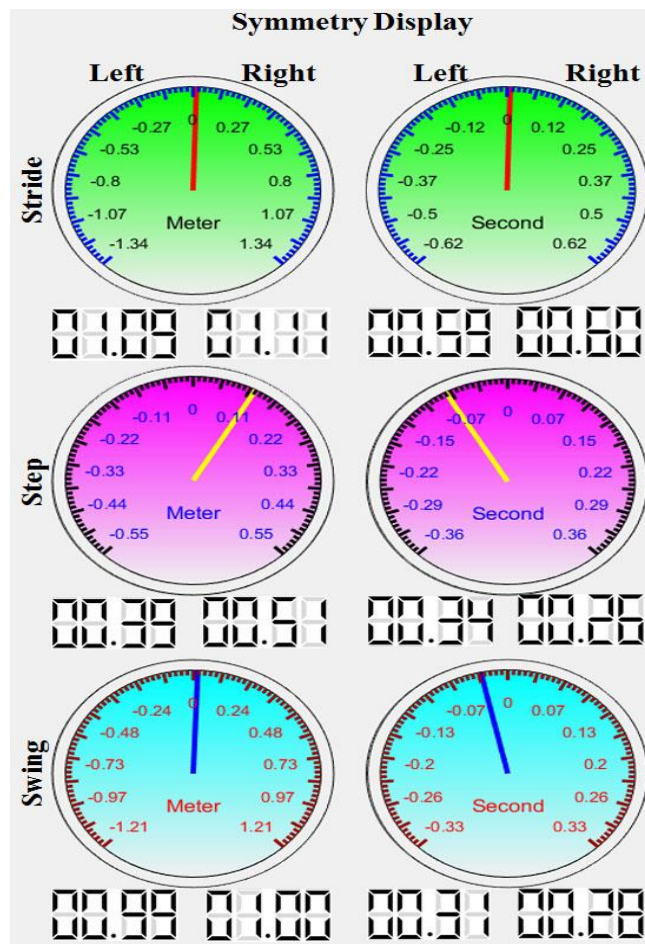 Symmetry Display
Left Right Left Right
Stride
0
-0.27 0.27
-0.53 0.53
-0.8 0.8
-1.07 1.07
-1.34 1.34
Meter
0
-0.12 0.12
-0.25 0.25
-0.37 0.37
-0.5 0.5
-0.62 0.62
Second
01.09 01.11 00.59 00.60
Step
0
-0.11 0.11
-0.22 0.22
-0.33 0.33
-0.44 0.44
-0.55 0.55
Meter
0
-0.07 0.07
-0.15 0.15
-0.22 0.22
-0.29 0.29
-0.36 0.36
Second
00.39 00.51 00.34 00.26
Swing
0
-0.24 0.24
-0.48 0.48
-0.73 0.73
-0.97 0.97
-1.21 1.21
Meter
0
-0.07 0.07
-0.13 0.13
-0.2 0.2
-0.26 0.26
-0.33 0.33
Second
00.99 01.00 00.31 00.28